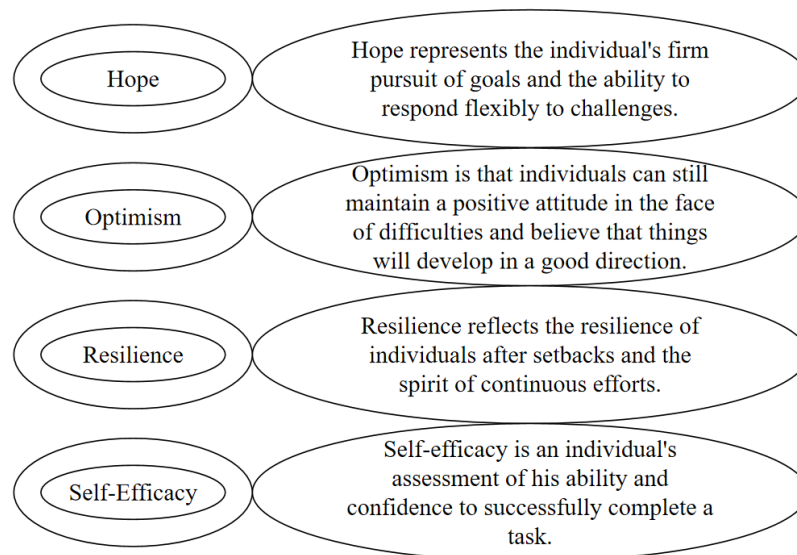 Hope
Hope represents the individual's firm
pursuit of goals and the ability to
respond flexibly to challenges.
Optimism
Optimism is that individuals can still
maintain a positive attitude in the face
of difficulties and believe that things
will develop in a good direction.
Resilience
Resilience reflects the resilience of
individuals after setbacks and the
spirit of continuous efforts.
Self-Efficacy
Self-efficacy is an individual's
assessment of his ability and
confidence to successfully complete a
task.